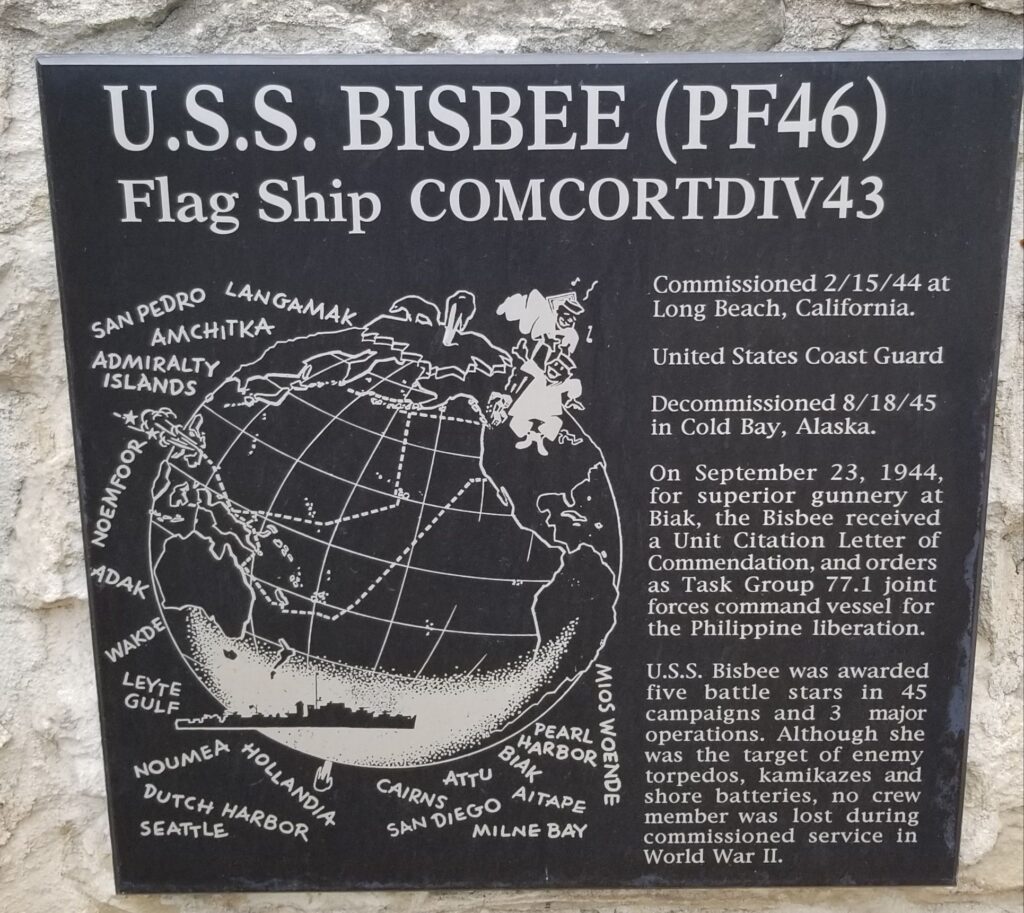 U.S.S. BISBEE (PF46)
Flag Ship COMCORTDIV43
SAN PEDRO
LANGAMAK
AMCHITKA
ADMIRALTY
ISLANDS
NOEMFOOR
ADAK
WAKDE
LEYTE
GULF
NOUMEA
HOLLANDIA
DUTCH HARBOR
SEATTLE
CAIRNS
ATTU
SAN DIEGO
BIAK
PEARL
HARBOR
AITAPE
MILNE BAY
MIOS WOENDE
Commissioned 2/15/44 at
Long Beach, California.
United States Coast Guard
Decommissioned 8/18/45
in Cold Bay, Alaska.
On September 23, 1944,
for superior gunnery at
Biak, the Bisbee received
a Unit Citation Letter of
Commendation, and orders
as Task Group 77.1 joint
forces command vessel for
the Philippine liberation.
U.S.S. Bisbee was awarded
five battle stars in 45
campaigns and 3 major
operations. Although she
was the target of enemy
torpedos, kamikazes and
shore batteries, no crew
member was lost during
commissioned service in
World War II.